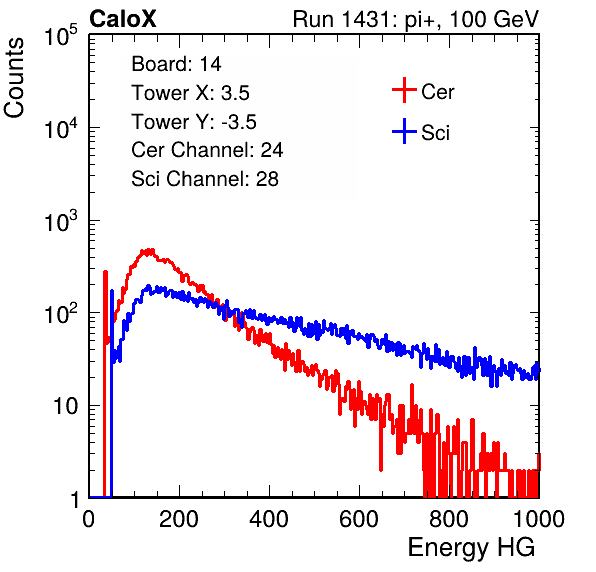 CaloX Run 1431: pi+, 100 GeV
Counts
Board: 14
Tower X: 3.5
Tower Y: -3.5
Cer Channel: 24
Sci Channel: 28
Cer
Sci
10^5
10^4
10^3
10^2
10
1
0 200 400 600 800 1000
Energy HG